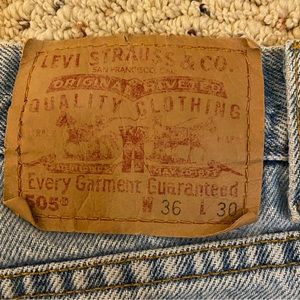 LEVI STRAUSS & CO.
SAN FRANCISCO
ORIGINAL RIVETED
QUALITY CLOTHING
Every Garment Guaranteed
505® W 36 L 30